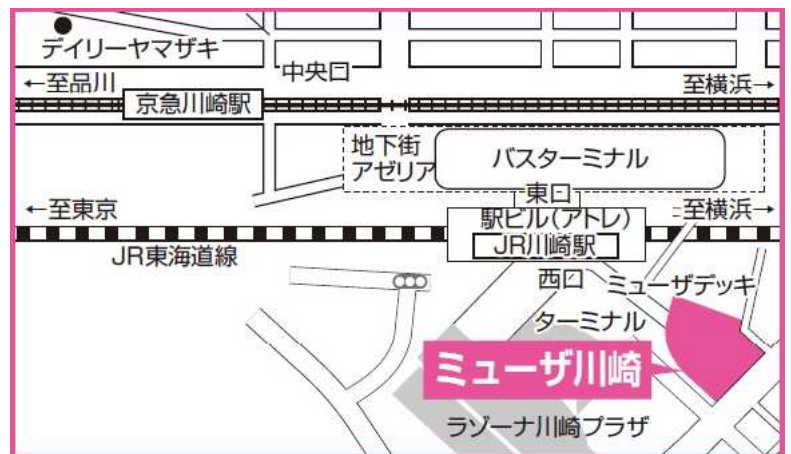 デイリーヤマザキ
中央口
←至品川
至横浜→
京急川崎駅
地下街
アゼリア
バスターミナル
東口
←至東京
駅ビル(アトレ)
至横浜→
JR川崎駅
JR東海道線
西口
ミューザデッキ
ターミナル
ミューザ川崎
ラゾーナ川崎プラザ